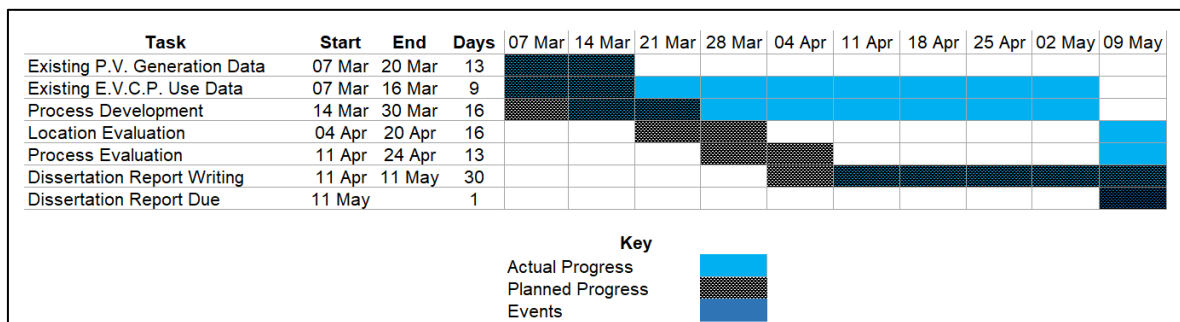 Task Start End Days 07 Mar 14 Mar 21 Mar 28 Mar 04 Apr 11 Apr 18 Apr 25 Apr 02 May 09 May
Existing P.V. Generation Data 07 Mar 20 Mar 13
Existing E.V.C.P. Use Data 07 Mar 16 Mar 9
Process Development 14 Mar 30 Mar 16
Location Evaluation 04 Apr 20 Apr 16
Process Evaluation 11 Apr 24 Apr 13
Dissertation Report Writing 11 Apr 11 May 30
Dissertation Report Due 11 May 1
Key
Actual Progress
Planned Progress
Events